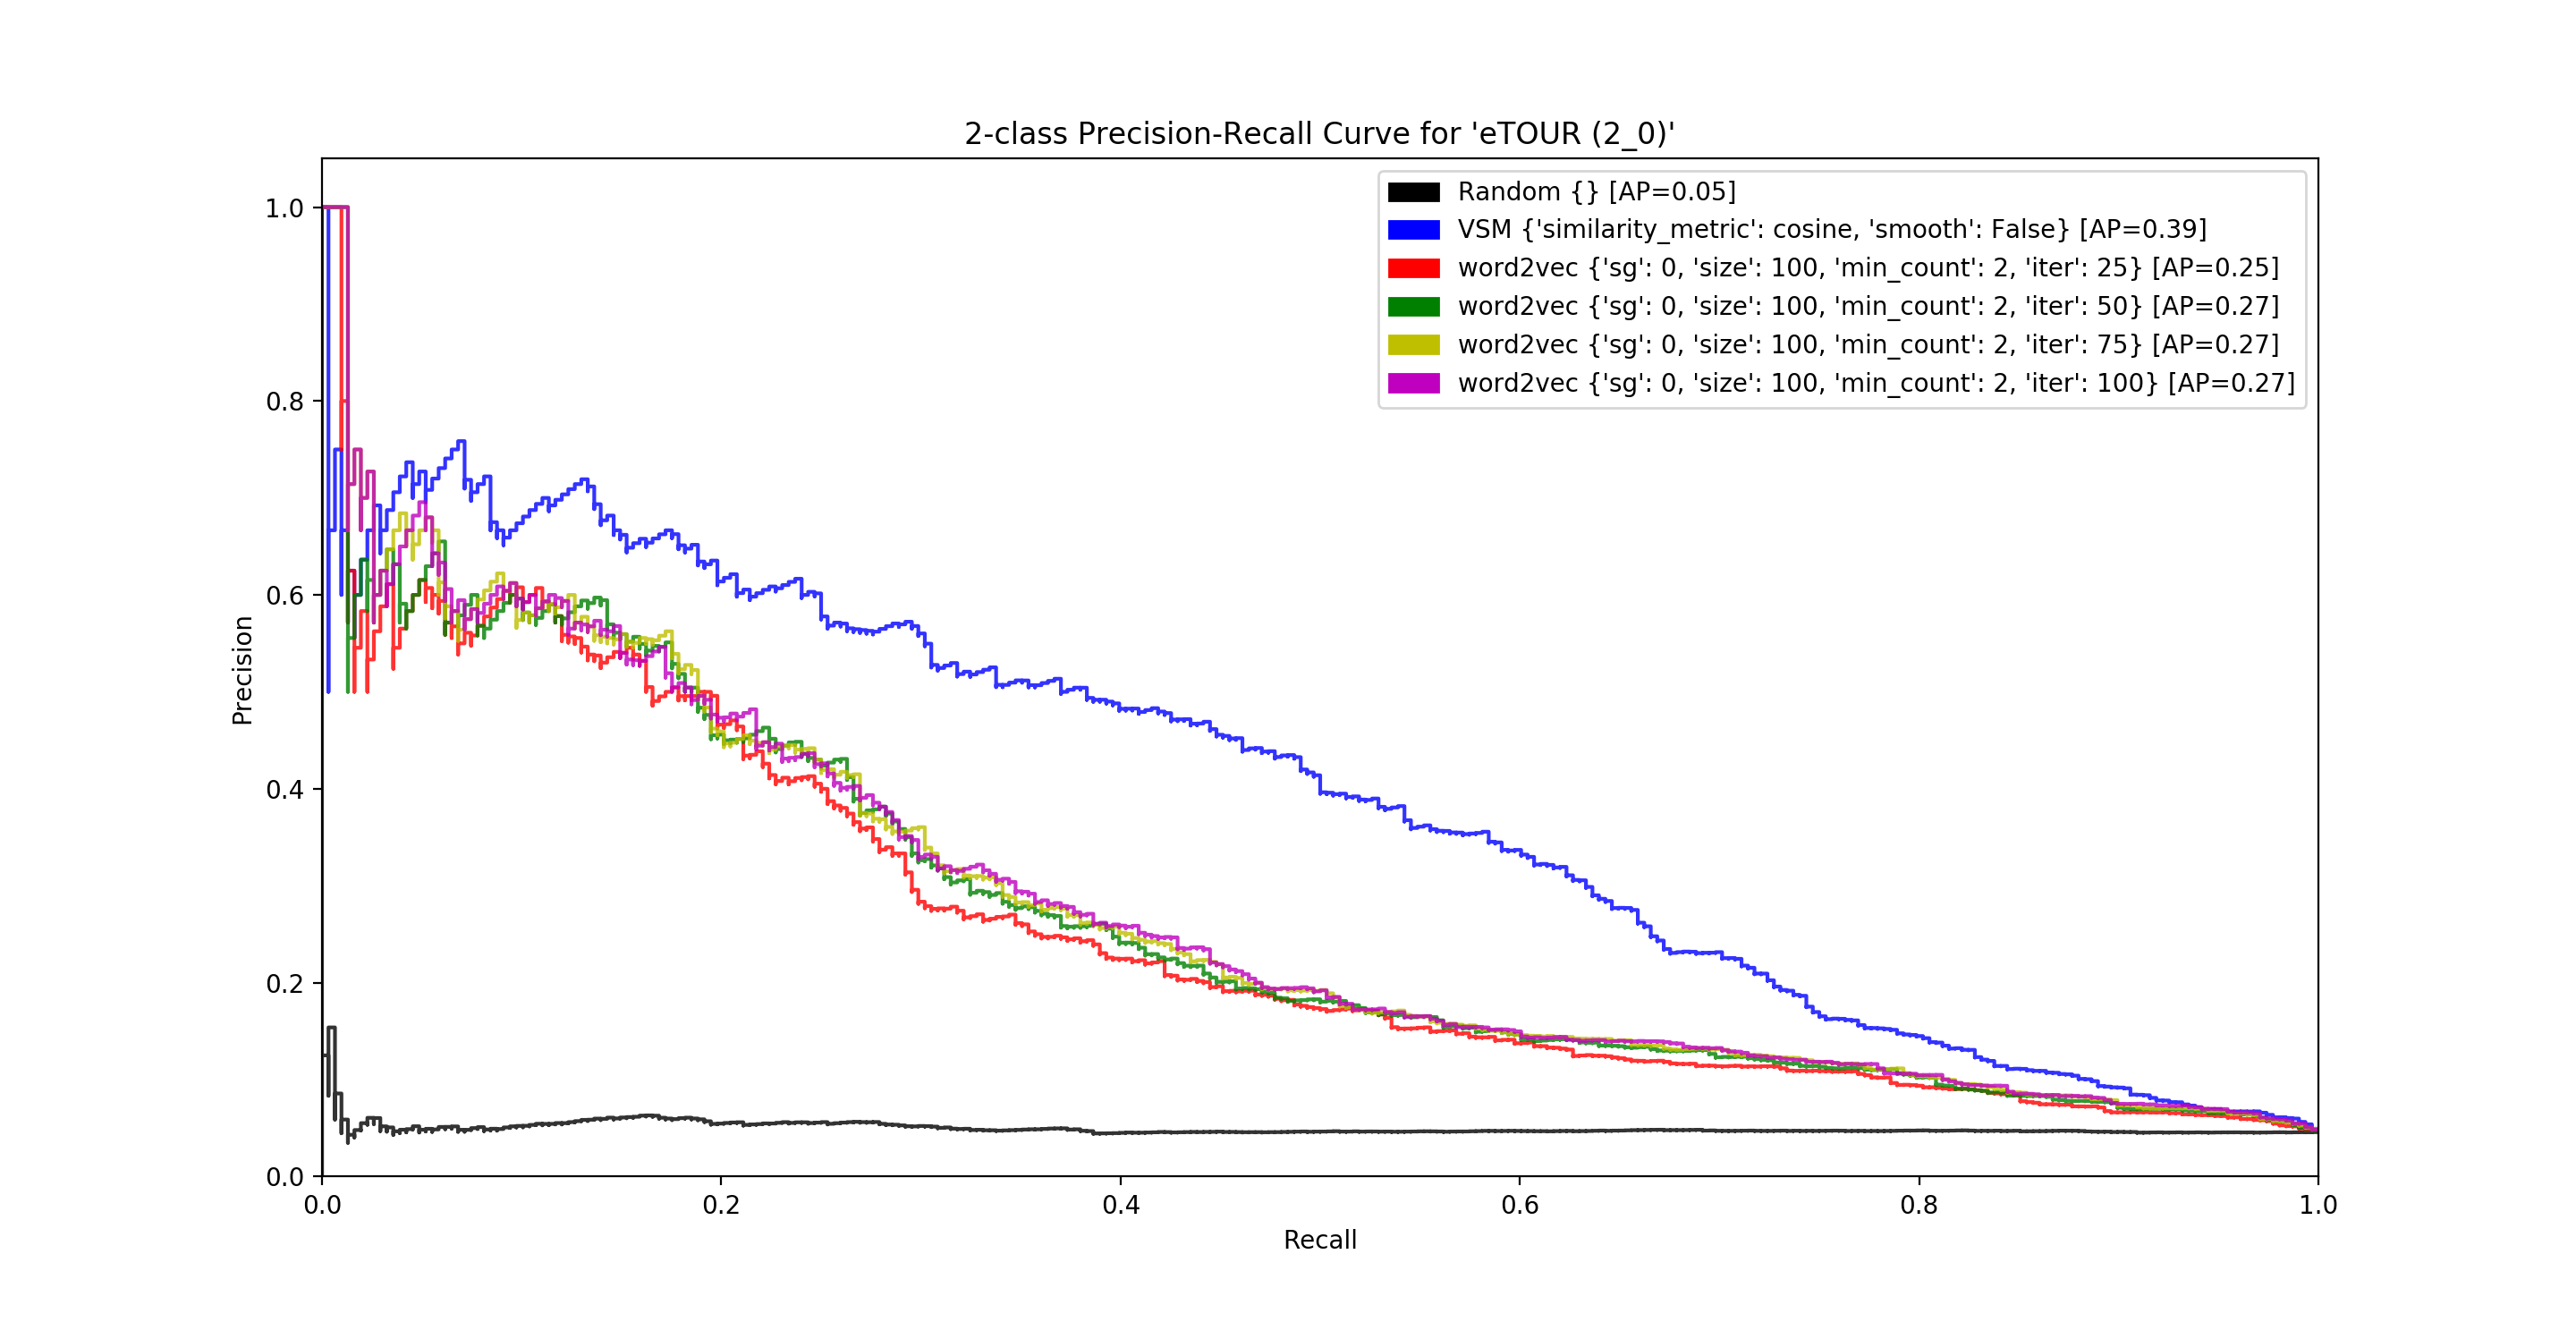 2-class Precision-Recall Curve for 'eTOUR (2_0)'
Random {} [AP=0.05]
VSM {'similarity_metric': cosine, 'smooth': False} [AP=0.39]
word2vec {'sg': 0, 'size': 100, 'min_count': 2, 'iter': 25} [AP=0.25]
word2vec {'sg': 0, 'size': 100, 'min_count': 2, 'iter': 50} [AP=0.27]
word2vec {'sg': 0, 'size': 100, 'min_count': 2, 'iter': 75} [AP=0.27]
word2vec {'sg': 0, 'size': 100, 'min_count': 2, 'iter': 100} [AP=0.27]
1.0
0.8
0.6
0.4
0.2
0.0
Precision
0.0 0.2 0.4 0.6 0.8 1.0
Recall